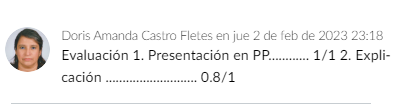 Doris Amanda Castro Fletes en jue 2 de feb de 2023 23:18
Evaluación 1. Presentación en PP............ 1/1 2. Expli-
cación ........................... 0.8/1